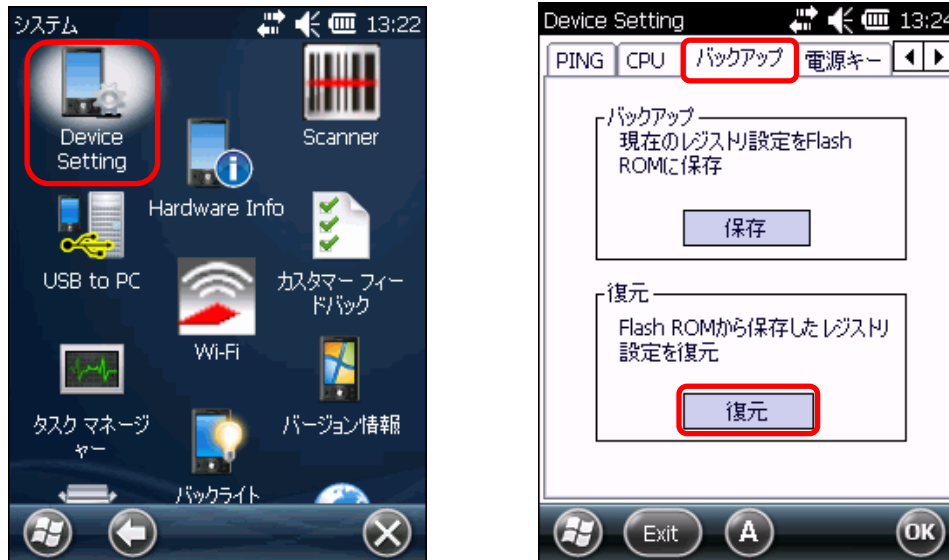 システム
13:22
Device
Setting
Scanner
Hardware Info
USB to PC
カスタマー フィー
ドバック
Wi-Fi
タスク マネージ
ャー
バージョン情報
バックライト
Device Setting
13:24
PING
CPU
バックアップ
電源キー
バックアップ
現在のレジストリ設定をFlash
ROMに保存
保存
復元
Flash ROMから保存したレジストリ
設定を復元
復元
Exit
A
OK